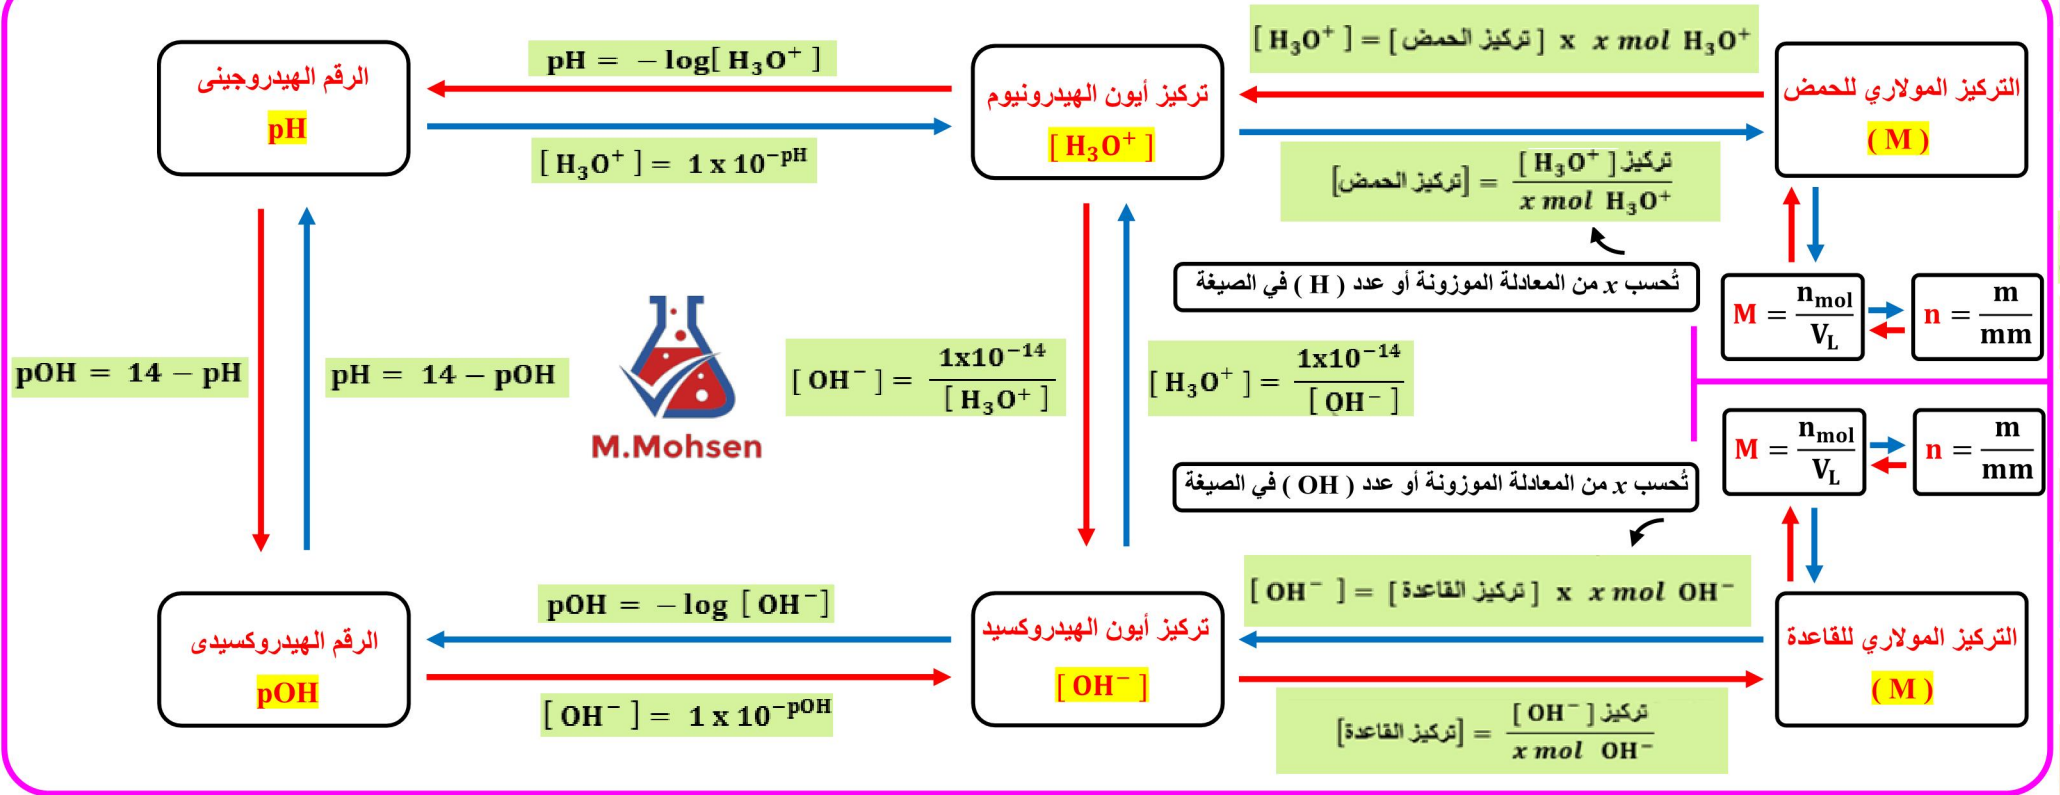 الرقم الهيدروجينى
pH
pH = − log[ H₃O⁺ ]
[ H₃O⁺ ] = 1 x 10⁻ᵖᴴ
تركيز أيون الهيدرونيوم
[ H₃O⁺ ]
[ H₃O⁺ ] = [ تركيز الحمض ] x x mol H₃O⁺
[تركيز الحمض] = تركيز [ H₃O⁺ ] / x mol H₃O⁺
التركيز المولاري للحمض
( M )
تُحسب x من المعادلة الموزونة أو عدد ( H ) في الصيغة
M = n_mol / V_L
n = m / mm
pOH = 14 − pH
pH = 14 − pOH
M.Mohsen
[ OH⁻ ] = 1x10⁻¹⁴ / [ H₃O⁺ ]
[ H₃O⁺ ] = 1x10⁻¹⁴ / [ OH⁻ ]
M = n_mol / V_L
n = m / mm
تُحسب x من المعادلة الموزونة أو عدد ( OH ) في الصيغة
الرقم الهيدروكسيدى
pOH
pOH = − log [ OH⁻]
[ OH⁻ ] = 1 x 10⁻ᵖᴼᴴ
تركيز أيون الهيدروكسيد
[ OH⁻ ]
[ OH⁻ ] = [ تركيز القاعدة ] x x mol OH⁻
[تركيز القاعدة] = تركيز [ OH⁻ ] / x mol OH⁻
التركيز المولاري للقاعدة
( M )